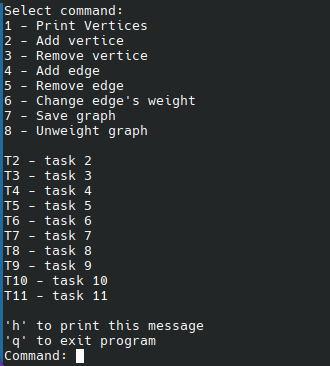 Select command:
1 – Print Vertices
2 – Add vertice
3 – Remove vertice
4 – Add edge
5 – Remove edge
6 – Change edge's weight
7 – Save graph
8 – Unweight graph
T2 – task 2
T3 – task 3
T4 – task 4
T5 – task 5
T6 – task 6
T7 – task 7
T8 – task 8
T9 – task 9
T10 – task 10
T11 – task 11
'h' to print this message
'q' to exit program
Command: